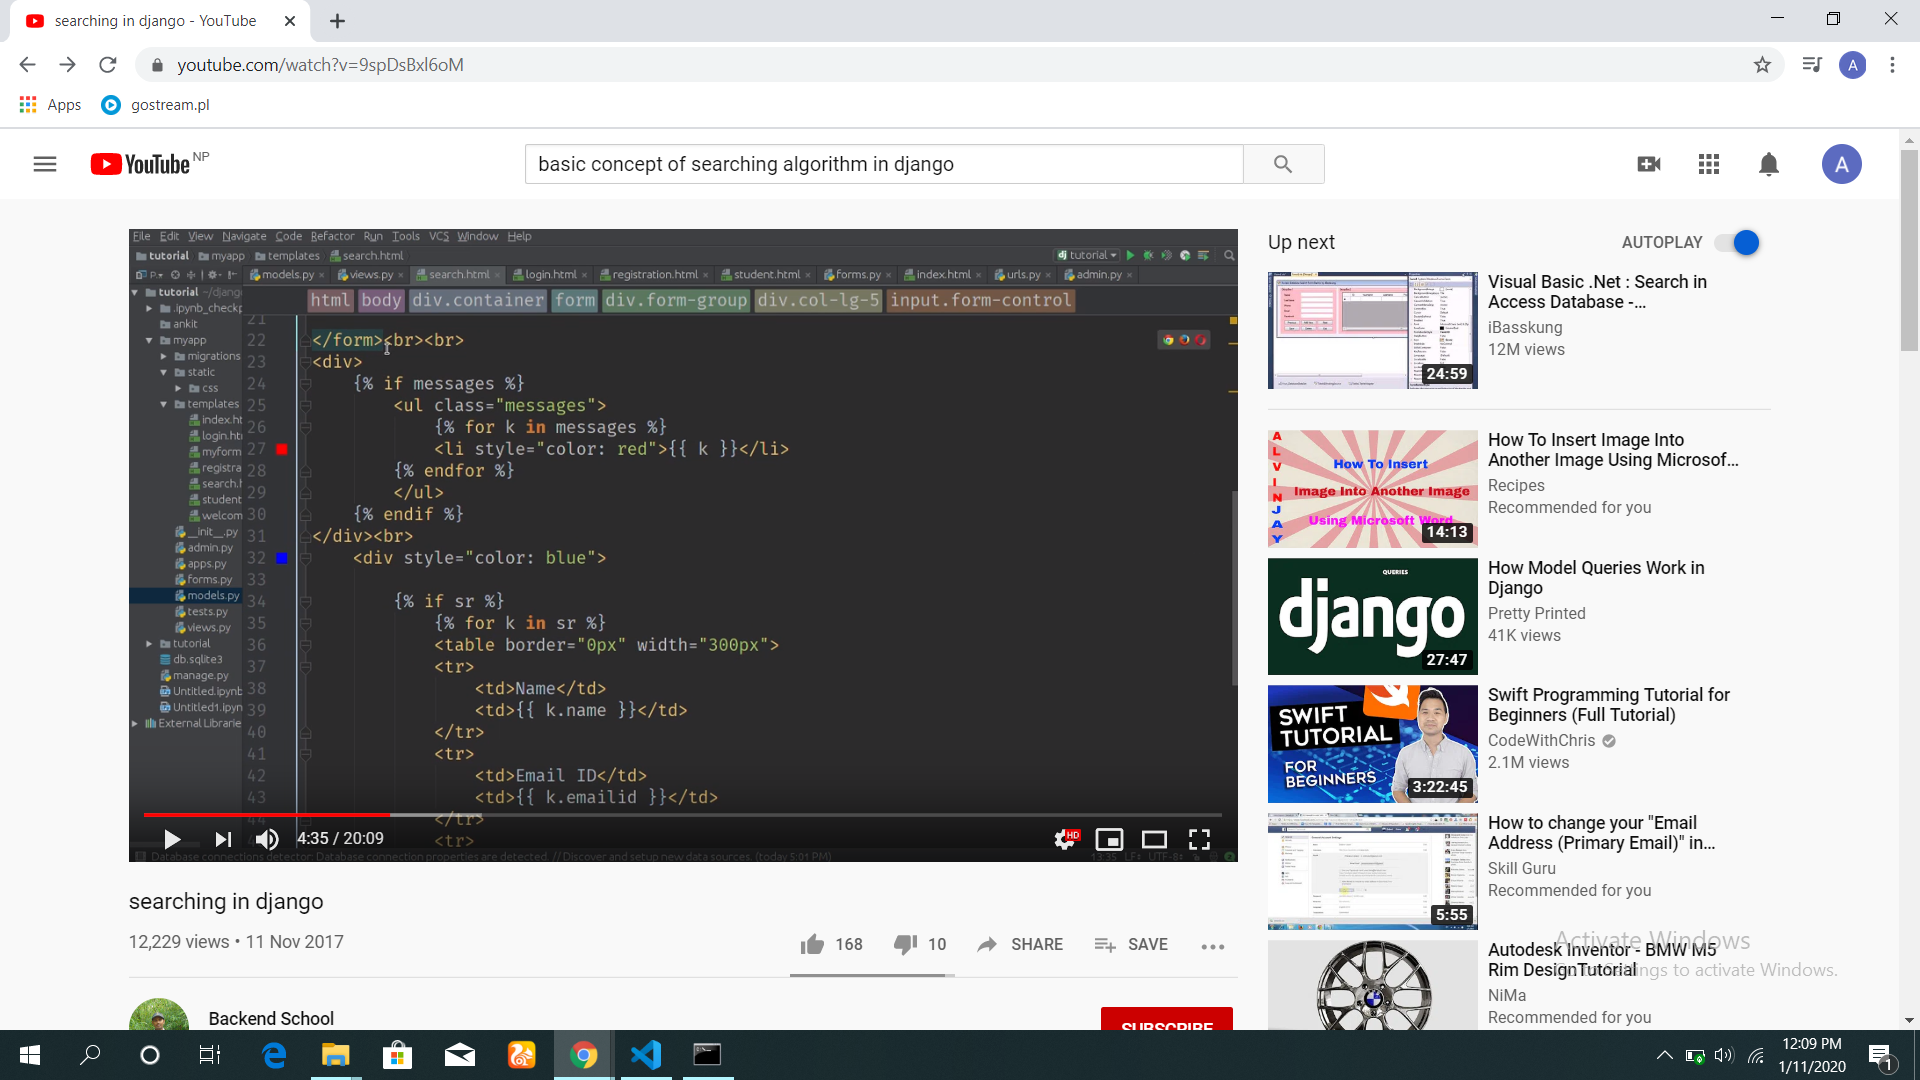 searching in django - YouTube
youtube.com/watch?v=9spDsBxl6oM
Apps gostream.pl
YouTube NP
basic concept of searching algorithm in django
A
File Edit View Navigate Code Refactor Run Tools VCS Window Help
tutorial myapp templates search.html
tutorial
models.py views.py search.html login.html registration.html student.html forms.py index.html urls.py admin.py
html body div.container form div.form-group div.col-lg-5 input.form-control
tutorial
.ipynb_checkp
ankit
myapp
migrations
static
css
templates
index.ht
login.ht
myform
registra
search.h
student
welcom
__init__.py
admin.py
apps.py
forms.py
models.py
tests.py
views.py
tutorial
db.sqlite3
manage.py
Untitled.ipynb
Untitled1.ipyn
External Librarie
21
22 </form><br><br>
23 <div>
24 {% if messages %}
25 <ul class="messages">
26 {% for k in messages %}
27 <li style="color: red">{{ k }}</li>
28 {% endfor %}
29 </ul>
30 {% endif %}
31 </div><br>
32 <div style="color: blue">
33
34 {% if sr %}
35 {% for k in sr %}
36 <table border="0px" width="300px">
37 <tr>
38 <td>Name</td>
39 <td>{{ k.name }}</td>
40 </tr>
41 <tr>
42 <td>Email ID</td>
43 <td>{{ k.emailid }}</td>
44 </tr>
<tr>
4:35 / 20:09
HD
Database connections detector: Database connection properties are detected. // Discover and setup new data sources. (today 5:01 PM)
searching in django
12,229 views • 11 Nov 2017
168 10 SHARE SAVE
Backend School
SUBSCRIBE
Up next
AUTOPLAY
24:59
Visual Basic .Net : Search in
Access Database -...
iBasskung
12M views
ALVINJAY
How To Insert
Image Into Another Image
Using Microsoft Word
14:13
How To Insert Image Into
Another Image Using Microsof...
Recipes
Recommended for you
QUERIES
django
27:47
How Model Queries Work in
Django
Pretty Printed
41K views
SWIFT
TUTORIAL
FOR
BEGINNERS
3:22:45
Swift Programming Tutorial for
Beginners (Full Tutorial)
CodeWithChris
2.1M views
5:55
How to change your "Email
Address (Primary Email)" in...
Skill Guru
Recommended for you
Autodesk Inventor - BMW M5
Rim DesignTutorial
NiMa
Recommended for you
Activate Windows
Go to Settings to activate Windows.
12:09 PM
1/11/2020
1